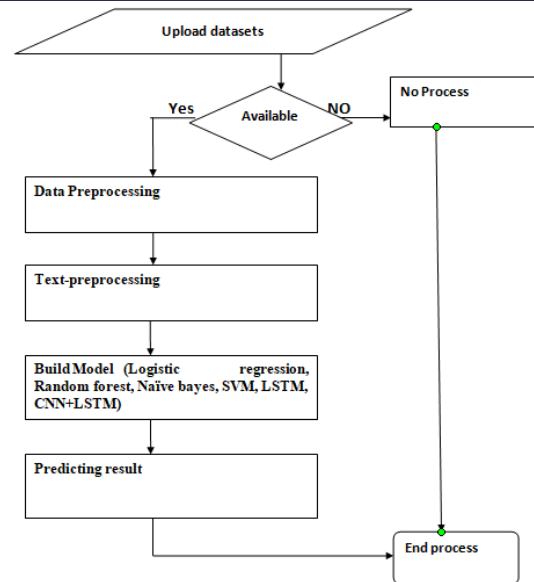 Upload datasets
Yes
Available
NO
No Process
Data Preprocessing
Text-preprocessing
Build Model (Logistic regression,
Random forest, Naïve bayes, SVM, LSTM,
CNN+LSTM)
Predicting result
End process